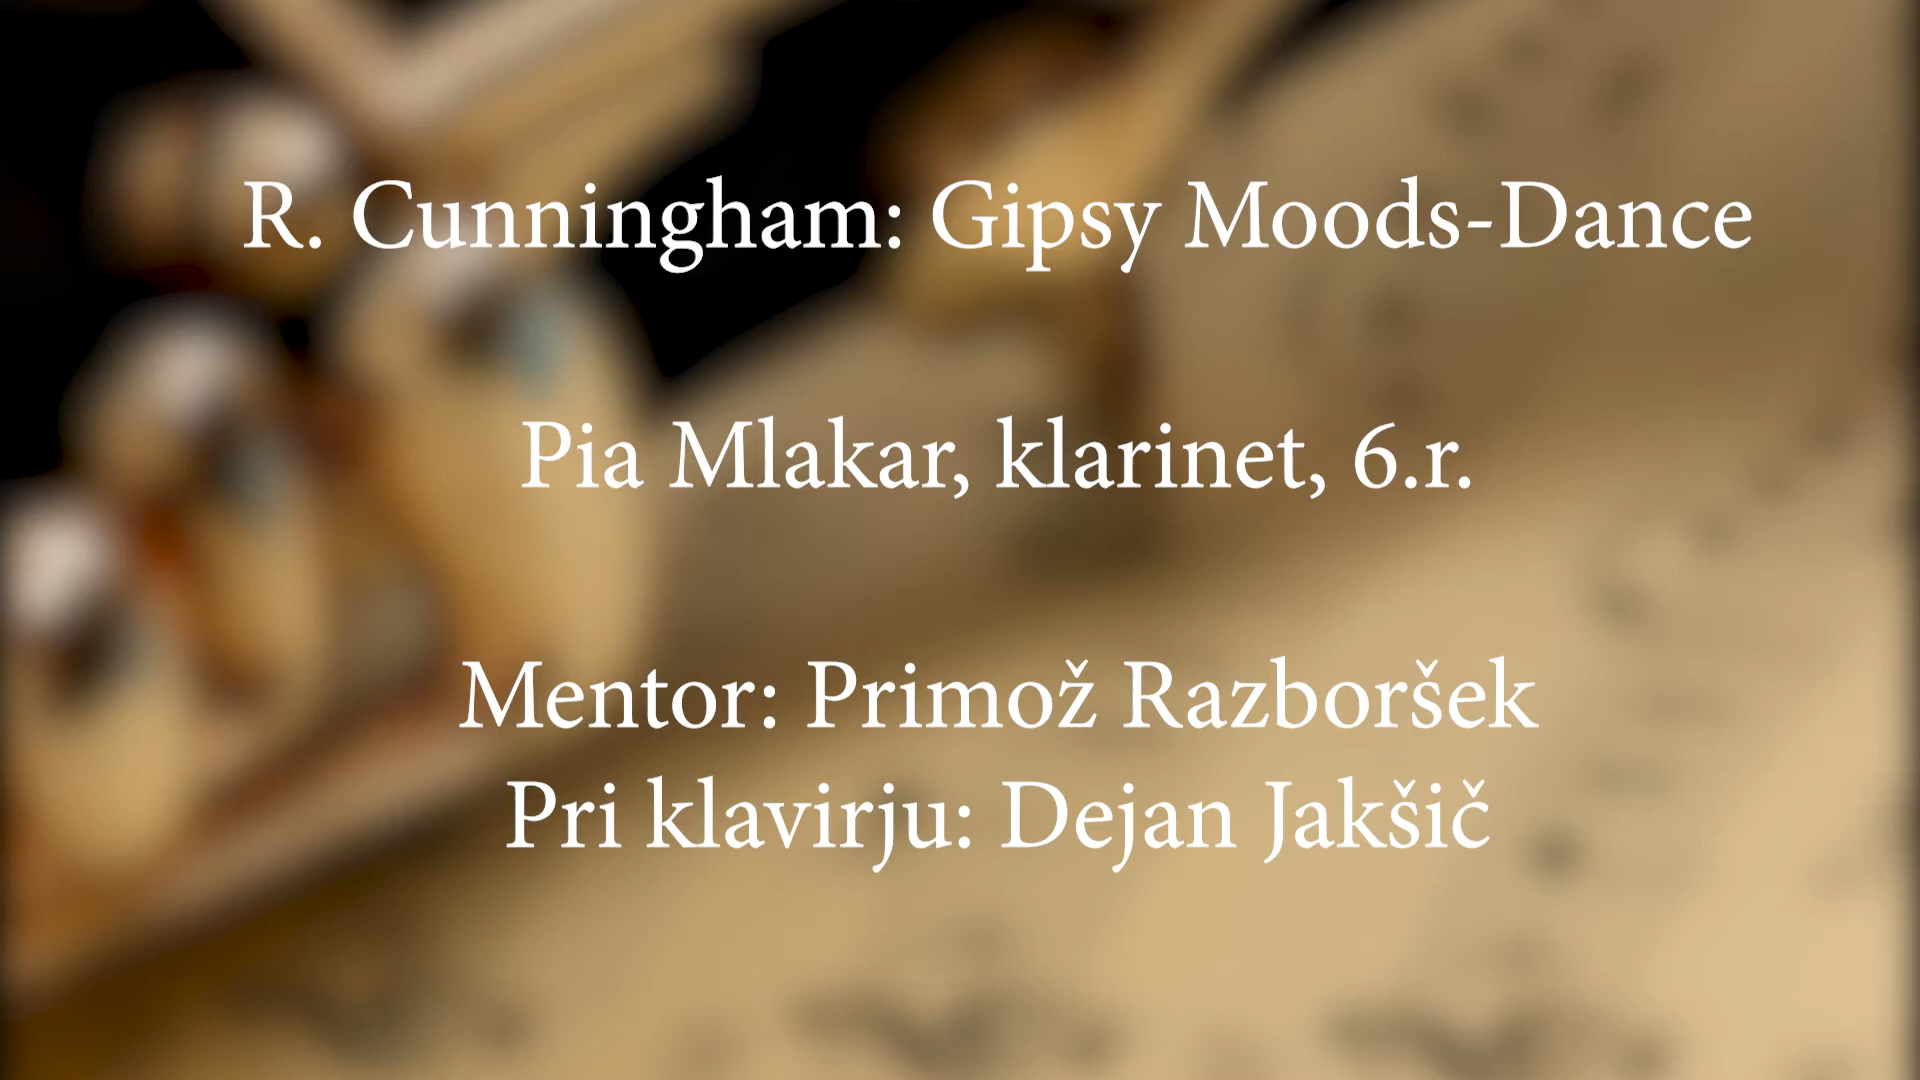 R. Cunningham: Gipsy Moods-Dance
Pia Mlakar, klarinet, 6.r.
Mentor: Primož Razboršek
Pri klavirju: Dejan Jakšič